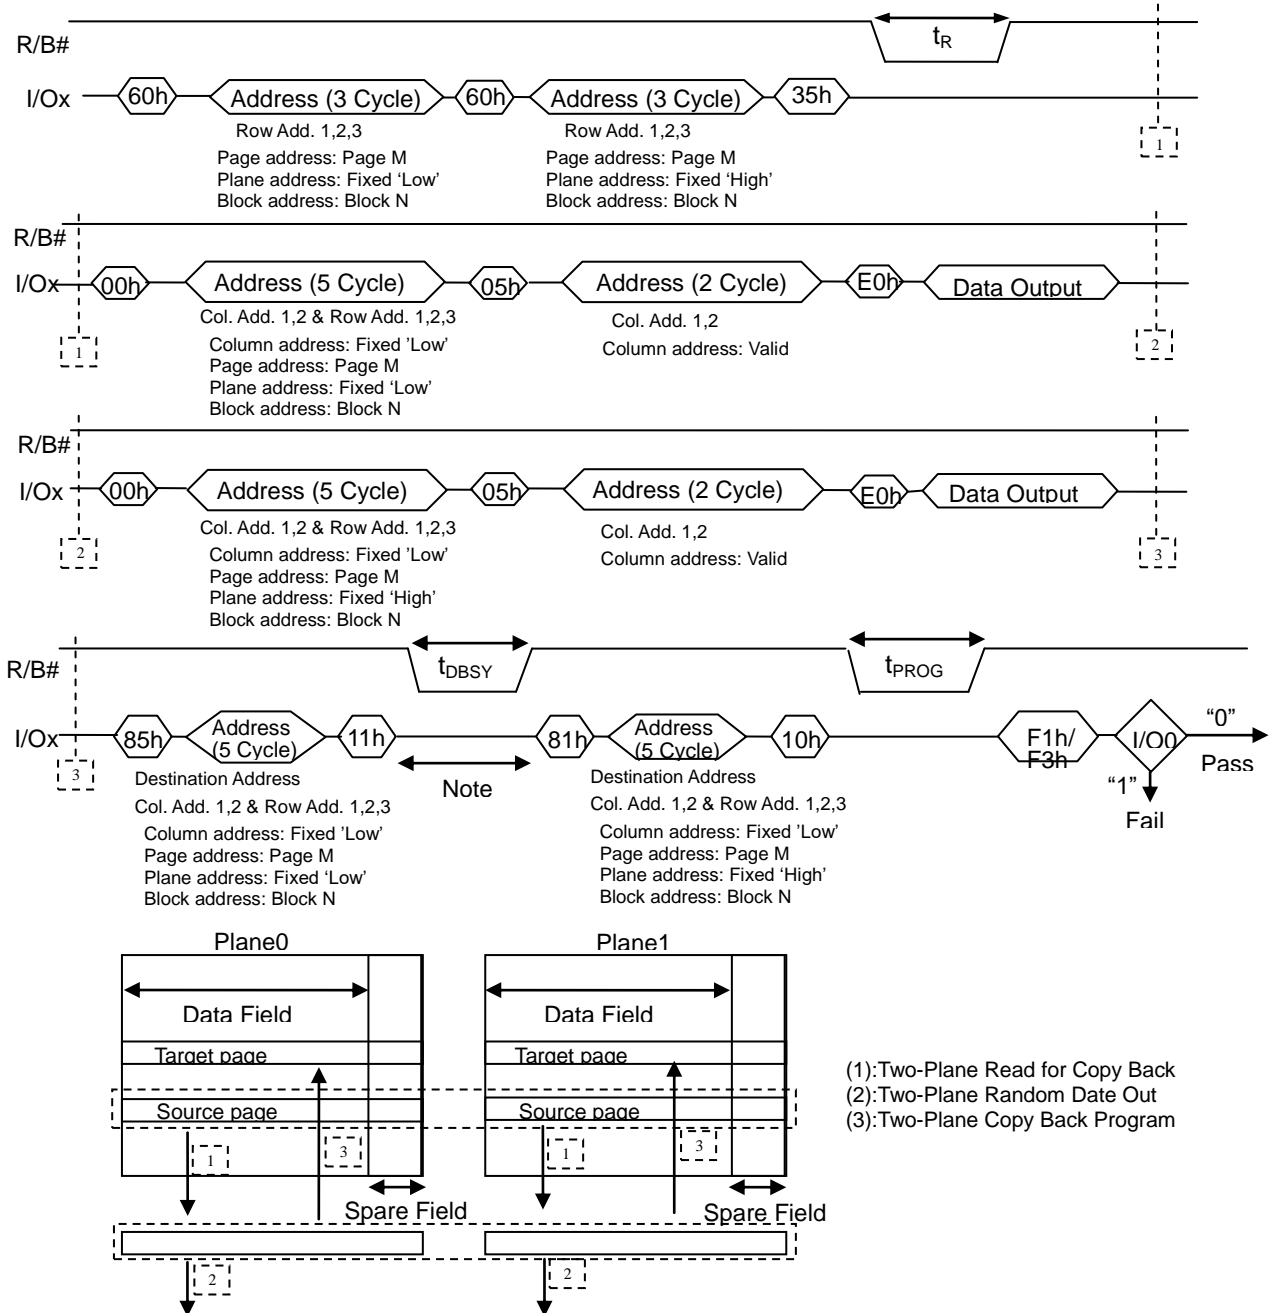 R/B#
tR
I/Ox
60h
Address (3 Cycle)
60h
Address (3 Cycle)
35h
Row Add. 1,2,3
Page address: Page M
Plane address: Fixed ‘Low’
Block address: Block N
Row Add. 1,2,3
Page address: Page M
Plane address: Fixed ‘High’
Block address: Block N
1
R/B#
I/Ox
00h
Address (5 Cycle)
05h
Address (2 Cycle)
E0h
Data Output
Col. Add. 1,2 & Row Add. 1,2,3
Column address: Fixed ’Low’
Page address: Page M
Plane address: Fixed ‘Low’
Block address: Block N
Col. Add. 1,2
Column address: Valid
1
2
R/B#
I/Ox
00h
Address (5 Cycle)
05h
Address (2 Cycle)
E0h
Data Output
Col. Add. 1,2 & Row Add. 1,2,3
Column address: Fixed ’Low’
Page address: Page M
Plane address: Fixed ‘High’
Block address: Block N
Col. Add. 1,2
Column address: Valid
2
3
R/B#
tDBSY
tPROG
I/Ox
85h
Address
(5 Cycle)
11h
81h
Address
(5 Cycle)
10h
F1h/
F3h
I/O0
“0”
Pass
“1”
Fail
Note
3
Destination Address
Col. Add. 1,2 & Row Add. 1,2,3
Column address: Fixed ’Low’
Page address: Page M
Plane address: Fixed ‘Low’
Block address: Block N
Destination Address
Col. Add. 1,2 & Row Add. 1,2,3
Column address: Fixed ’Low’
Page address: Page M
Plane address: Fixed ‘High’
Block address: Block N
Plane0
Data Field
Target page
Source page
1
3
Spare Field
2
Plane1
Data Field
Target page
Source page
1
3
Spare Field
2
(1):Two-Plane Read for Copy Back
(2):Two-Plane Random Date Out
(3):Two-Plane Copy Back Program